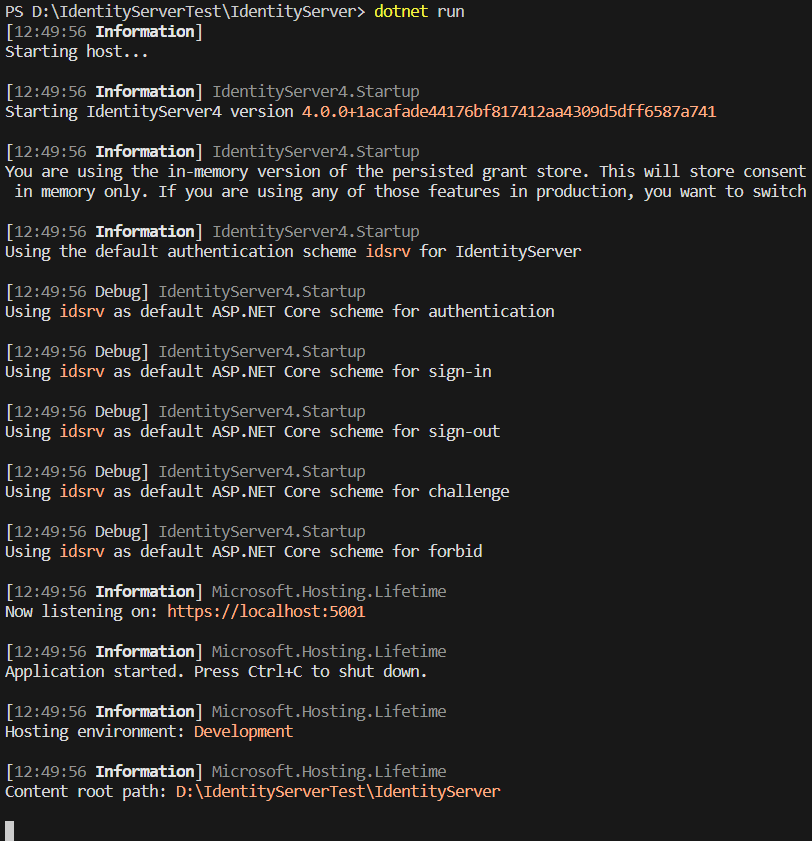 PS D:\IdentityServerTest\IdentityServer> dotnet run
[12:49:56 Information]
Starting host...
[12:49:56 Information] IdentityServer4.Startup
Starting IdentityServer4 version 4.0.0+1acafade44176bf817412aa4309d5dff6587a741
[12:49:56 Information] IdentityServer4.Startup
You are using the in-memory version of the persisted grant store. This will store consent
in memory only. If you are using any of those features in production, you want to switch
[12:49:56 Information] IdentityServer4.Startup
Using the default authentication scheme idsrv for IdentityServer
[12:49:56 Debug] IdentityServer4.Startup
Using idsrv as default ASP.NET Core scheme for authentication
[12:49:56 Debug] IdentityServer4.Startup
Using idsrv as default ASP.NET Core scheme for sign-in
[12:49:56 Debug] IdentityServer4.Startup
Using idsrv as default ASP.NET Core scheme for sign-out
[12:49:56 Debug] IdentityServer4.Startup
Using idsrv as default ASP.NET Core scheme for challenge
[12:49:56 Debug] IdentityServer4.Startup
Using idsrv as default ASP.NET Core scheme for forbid
[12:49:56 Information] Microsoft.Hosting.Lifetime
Now listening on: https://localhost:5001
[12:49:56 Information] Microsoft.Hosting.Lifetime
Application started. Press Ctrl+C to shut down.
[12:49:56 Information] Microsoft.Hosting.Lifetime
Hosting environment: Development
[12:49:56 Information] Microsoft.Hosting.Lifetime
Content root path: D:\IdentityServerTest\IdentityServer